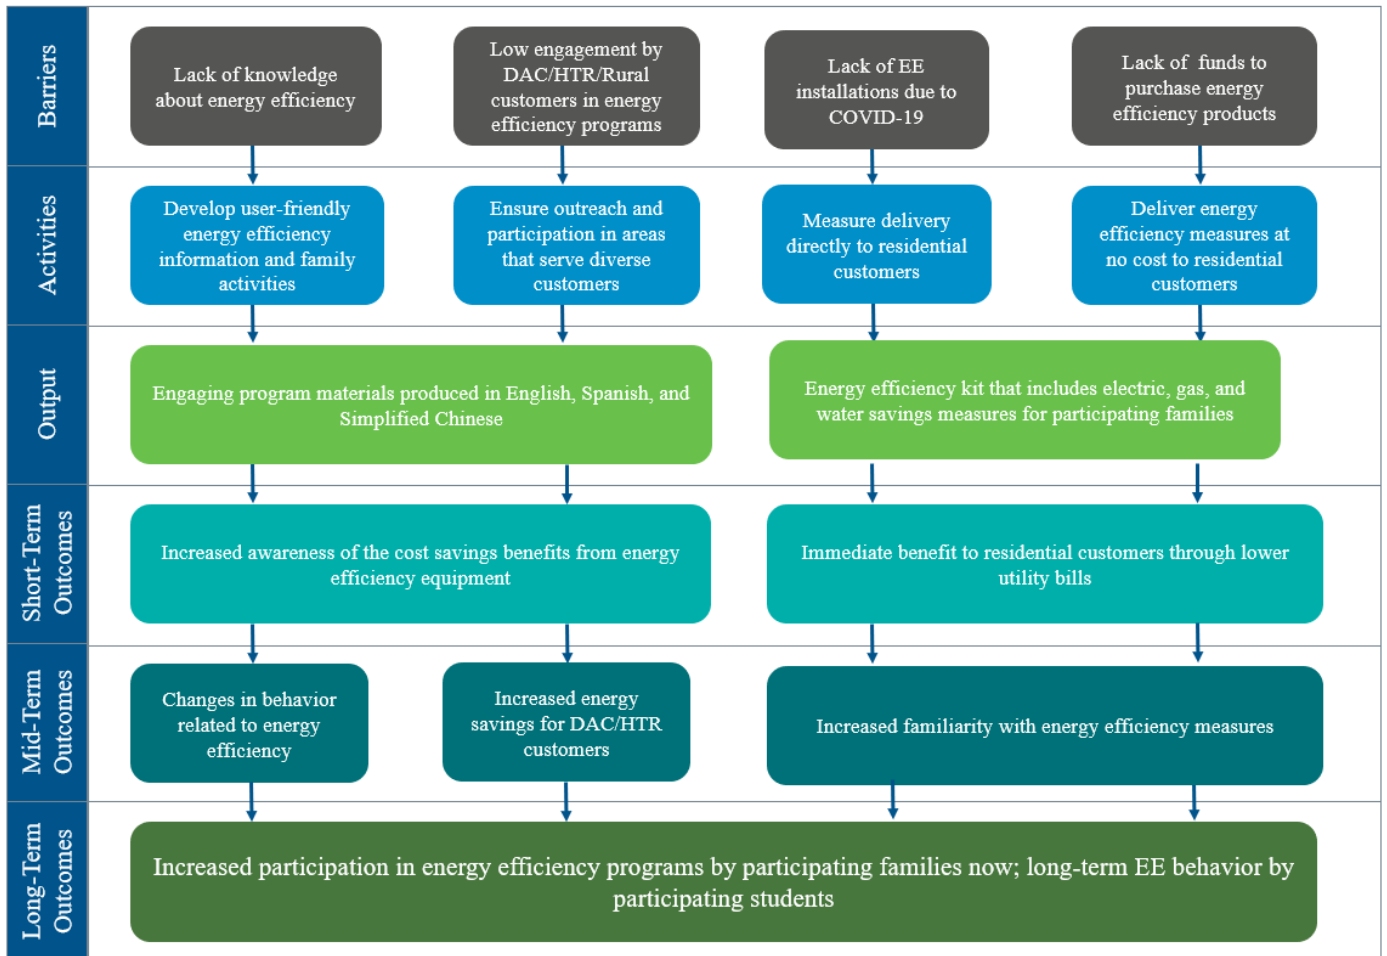 Barriers
Lack of knowledge
about energy efficiency
Low engagement by
DAC/HTR/Rural
customers in energy
efficiency programs
Lack of EE
installations due to
COVID-19
Lack of funds to
purchase energy
efficiency products
Activities
Develop user-friendly
energy efficiency
information and family
activities
Ensure outreach and
participation in areas
that serve diverse
customers
Measure delivery
directly to residential
customers
Deliver energy
efficiency measures at
no cost to residential
customers
Output
Engaging program materials produced in English, Spanish, and
Simplified Chinese
Energy efficiency kit that includes electric, gas, and
water savings measures for participating families
Short-Term
Outcomes
Increased awareness of the cost savings benefits from energy
efficiency equipment
Immediate benefit to residential customers through lower
utility bills
Mid-Term
Outcomes
Changes in behavior
related to energy
efficiency
Increased energy
savings for DAC/HTR
customers
Increased familiarity with energy efficiency measures
Long-Term
Outcomes
Increased participation in energy efficiency programs by participating families now; long-term EE behavior by
participating students